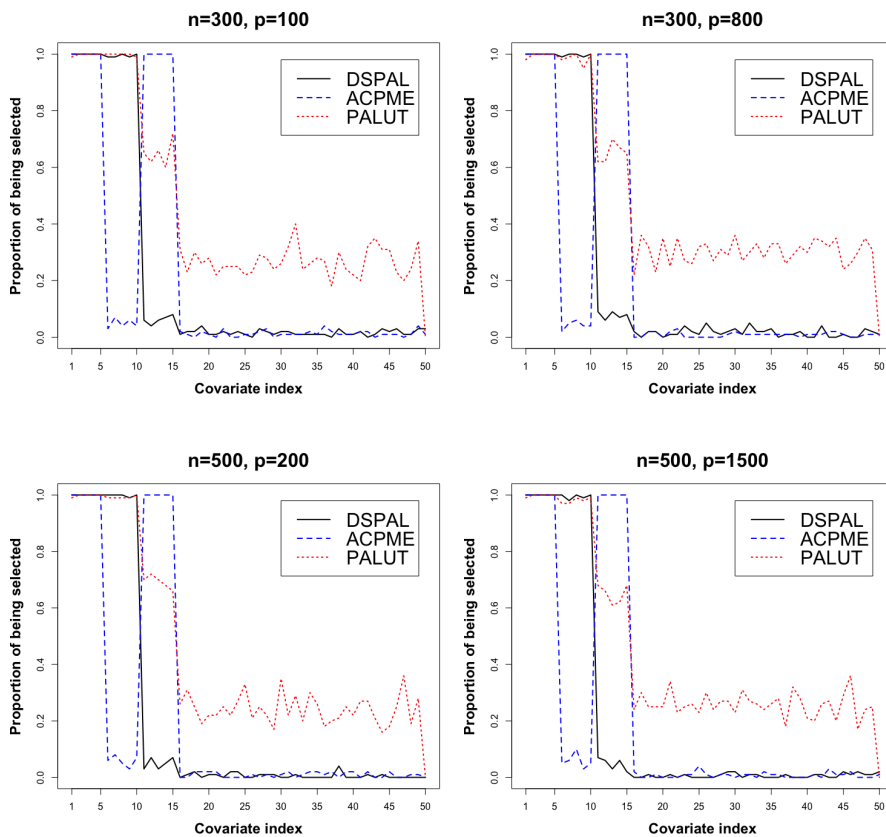 n=300, p=100
Proportion of being selected
1.0
0.8
0.6
0.4
0.2
0.0
DSPAL
ACPME
PALUT
1 5 10 15 20 25 30 35 40 45 50
Covariate index
n=300, p=800
Proportion of being selected
1.0
0.8
0.6
0.4
0.2
0.0
DSPAL
ACPME
PALUT
1 5 10 15 20 25 30 35 40 45 50
Covariate index
n=500, p=200
Proportion of being selected
1.0
0.8
0.6
0.4
0.2
0.0
DSPAL
ACPME
PALUT
1 5 10 15 20 25 30 35 40 45 50
Covariate index
n=500, p=1500
Proportion of being selected
1.0
0.8
0.6
0.4
0.2
0.0
DSPAL
ACPME
PALUT
1 5 10 15 20 25 30 35 40 45 50
Covariate index